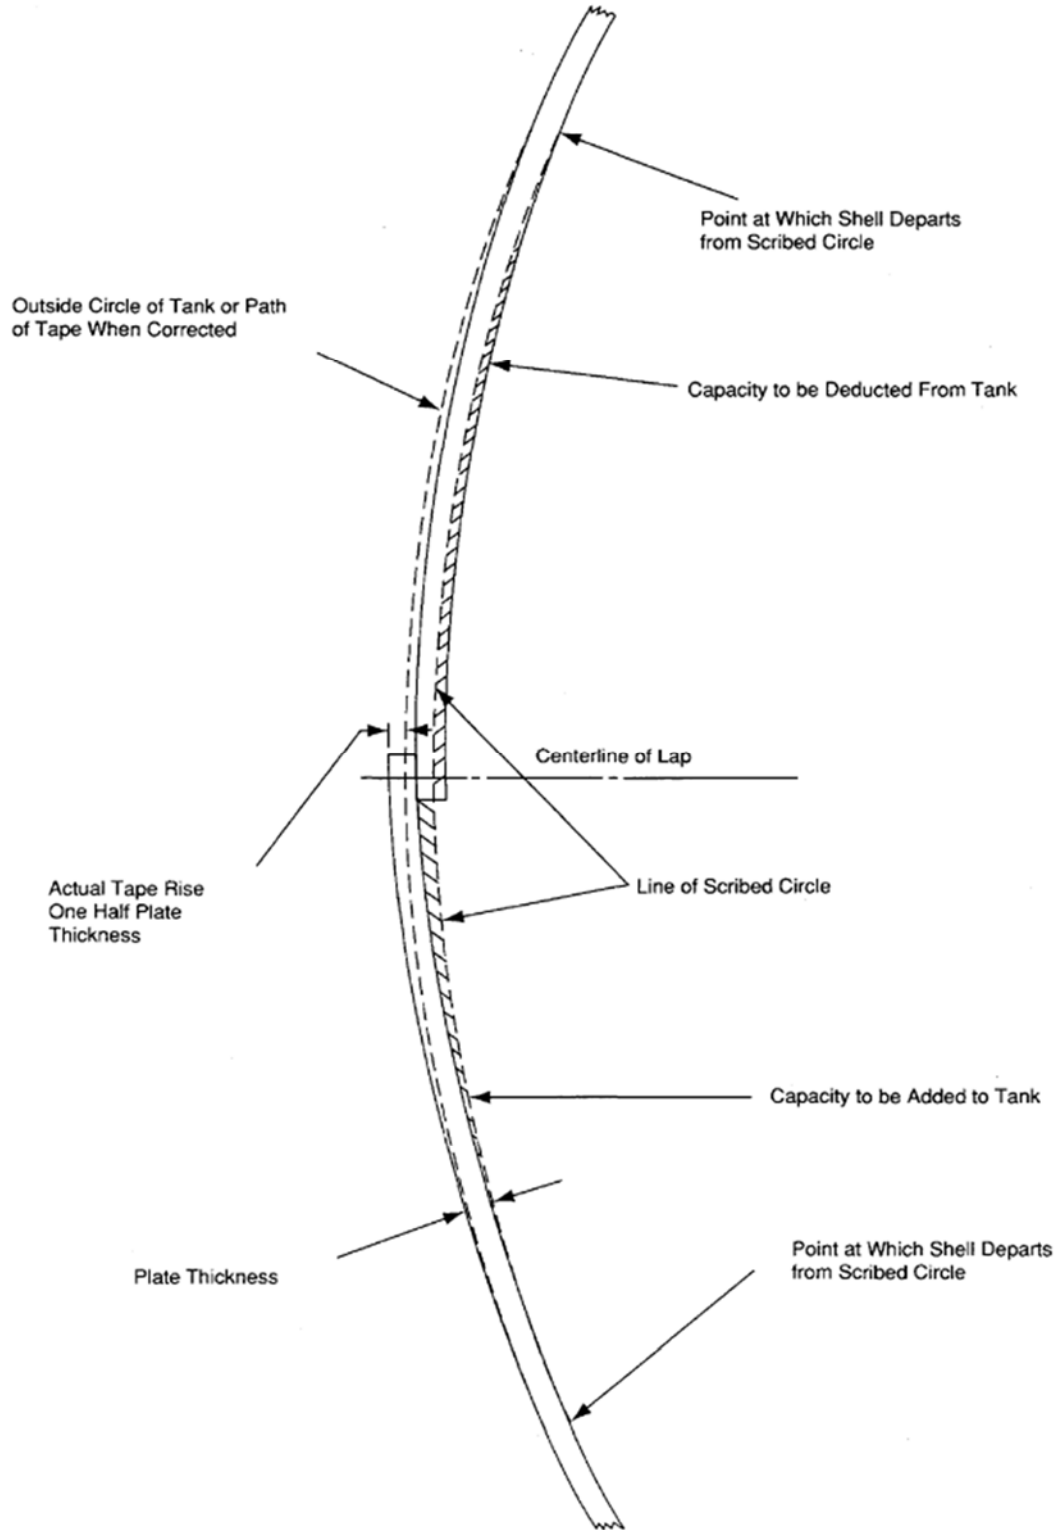 Point at Which Shell Departs
from Scribed Circle
Outside Circle of Tank or Path
of Tape When Corrected
Capacity to be Deducted From Tank
Centerline of Lap
Actual Tape Rise
One Half Plate
Thickness
Line of Scribed Circle
Capacity to be Added to Tank
Plate Thickness
Point at Which Shell Departs
from Scribed Circle